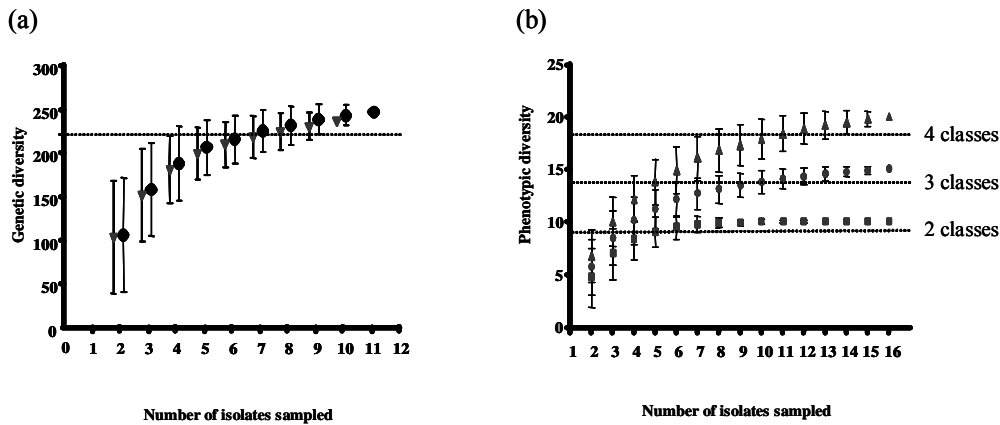 (a)
Genetic diversity
300
250
200
150
100
50
0
0 1 2 3 4 5 6 7 8 9 10 11 12
Number of isolates sampled
(b)
Phenotypic diversity
25
20
15
10
5
0
4 classes
3 classes
2 classes
1 2 3 4 5 6 7 8 9 10 11 12 13 14 15 16
Number of isolates sampled